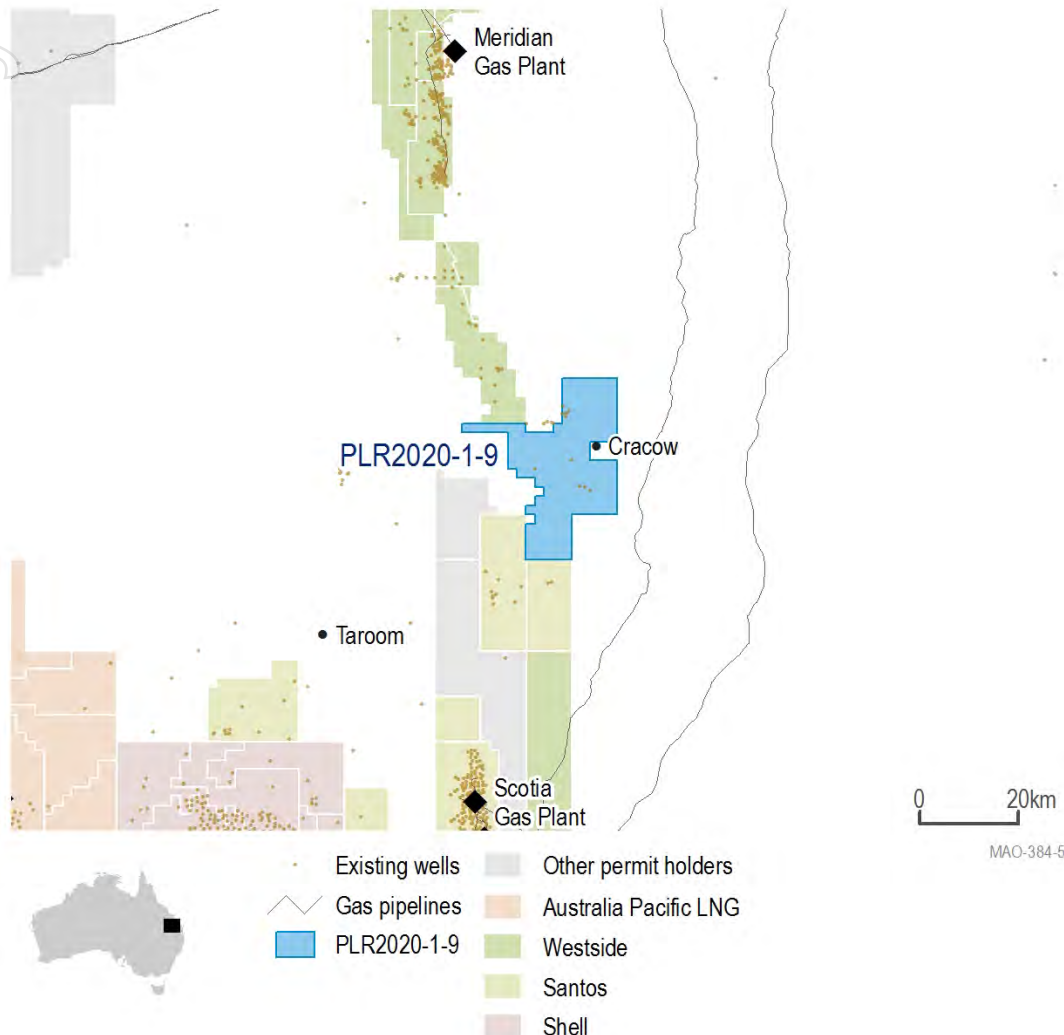 Meridian
Gas Plant
PLR2020-1-9
Cracow
Taroom
Scotia
Gas Plant
0 20km
MAO-384-5
Existing wells
Gas pipelines
PLR2020-1-9
Other permit holders
Australia Pacific LNG
Westside
Santos
Shell